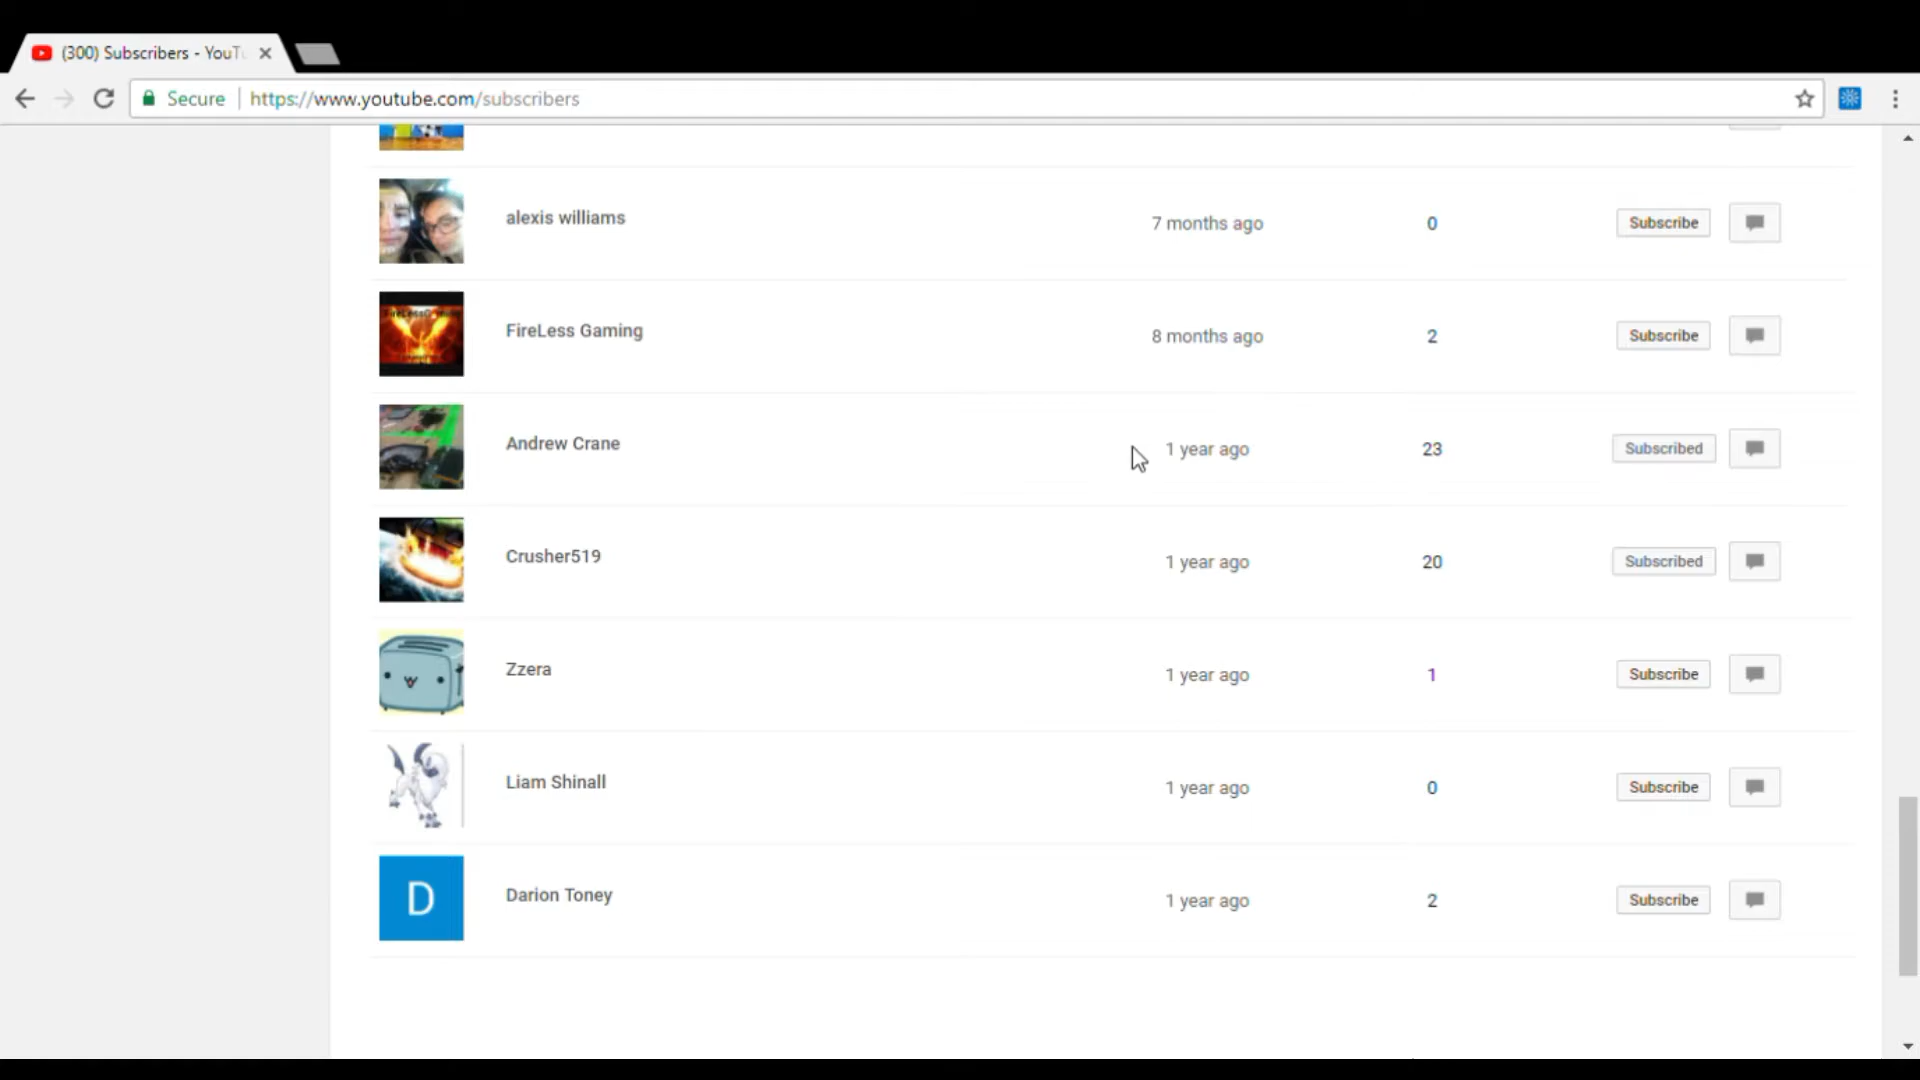 (300) Subscribers - YouTu
Secure https://www.youtube.com/subscribers
alexis williams 7 months ago 0 Subscribe
FireLess Gaming 8 months ago 2 Subscribe
Andrew Crane 1 year ago 23 Subscribed
Crusher519 1 year ago 20 Subscribed
Zzera 1 year ago 1 Subscribe
Liam Shinall 1 year ago 0 Subscribe
D Darion Toney 1 year ago 2 Subscribe